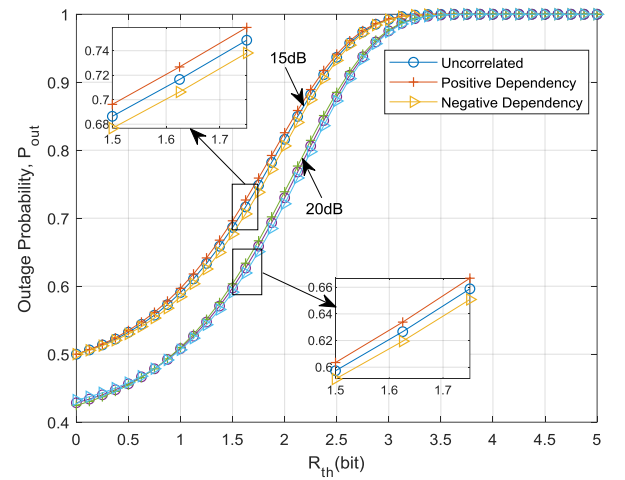 1
0.9
0.8
0.7
0.6
0.5
0.4
Outage Probability, P_out
0 0.5 1 1.5 2 2.5 3 3.5 4 4.5 5
R_th(bit)
0.74
0.72
0.7
0.68
1.5 1.6 1.7
15dB
20dB
Uncorrelated
Positive Dependency
Negative Dependency
0.66
0.64
0.62
0.6
1.5 1.6 1.7